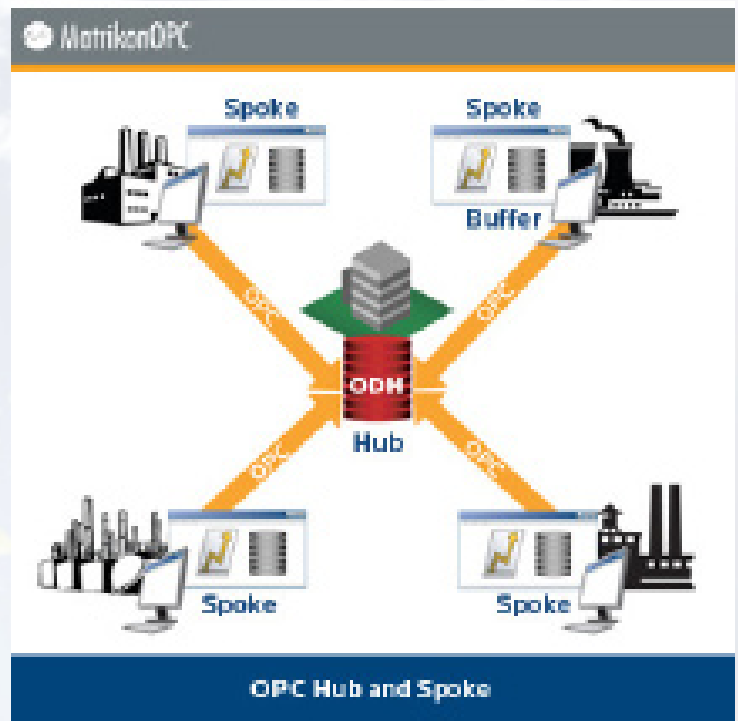 MatrikonOPC
Spoke
Spoke
Buffer
OPC
OPC
ODH
Hub
OPC
OPC
Spoke
Spoke
OPC Hub and Spoke